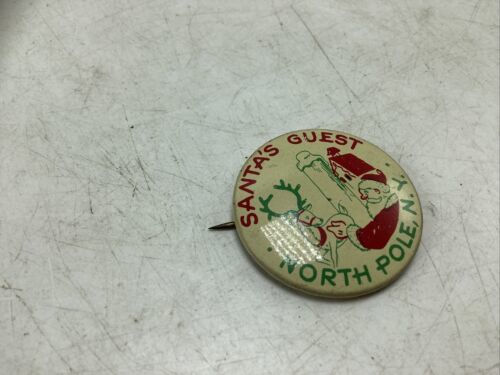 SANTA'S GUEST
NORTH POLE, N.Y.